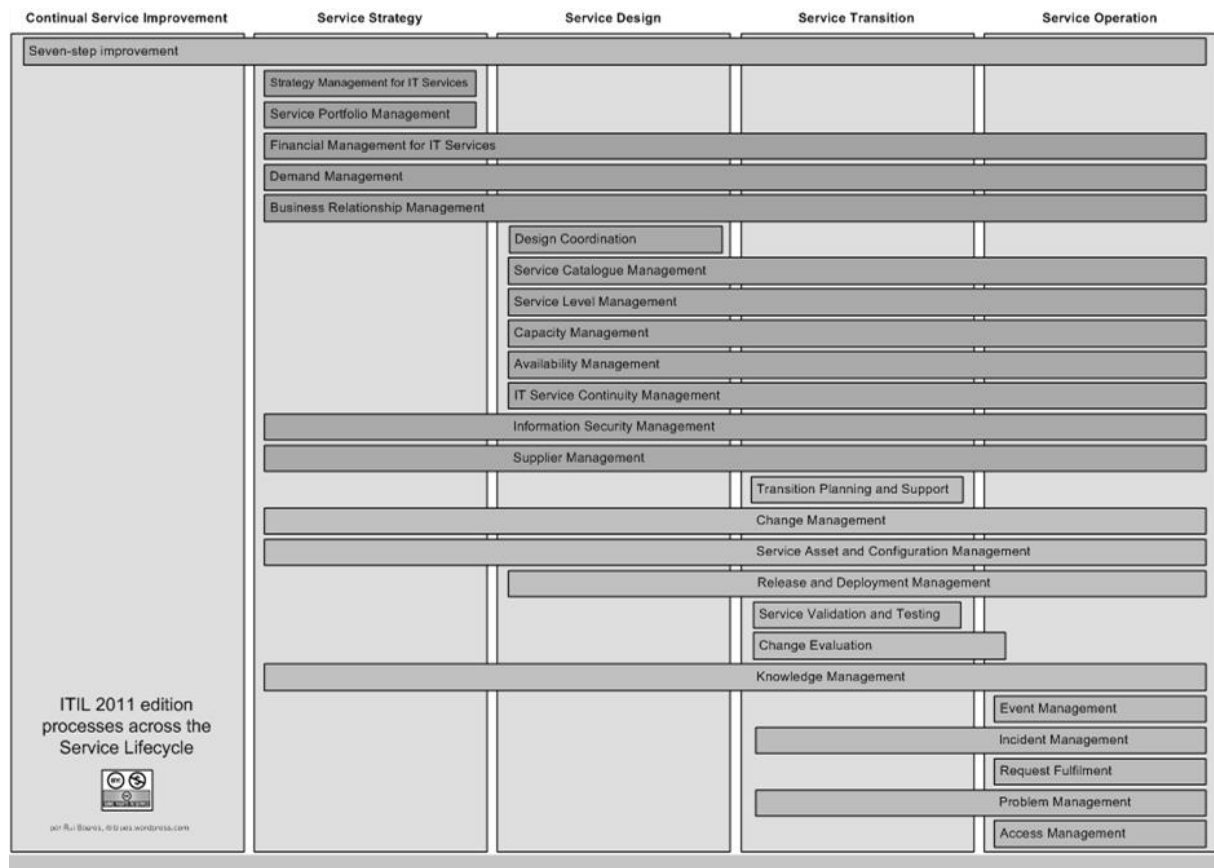 Continual Service Improvement
Service Strategy
Service Design
Service Transition
Service Operation
Seven-step improvement
Strategy Management for IT Services
Service Portfolio Management
Financial Management for IT Services
Demand Management
Business Relationship Management
Design Coordination
Service Catalogue Management
Service Level Management
Capacity Management
Availability Management
IT Service Continuity Management
Information Security Management
Supplier Management
Transition Planning and Support
Change Management
Service Asset and Configuration Management
Release and Deployment Management
Service Validation and Testing
Change Evaluation
Knowledge Management
Event Management
Incident Management
Request Fulfilment
Problem Management
Access Management
ITIL 2011 edition
processes across the
Service Lifecycle
por Rui